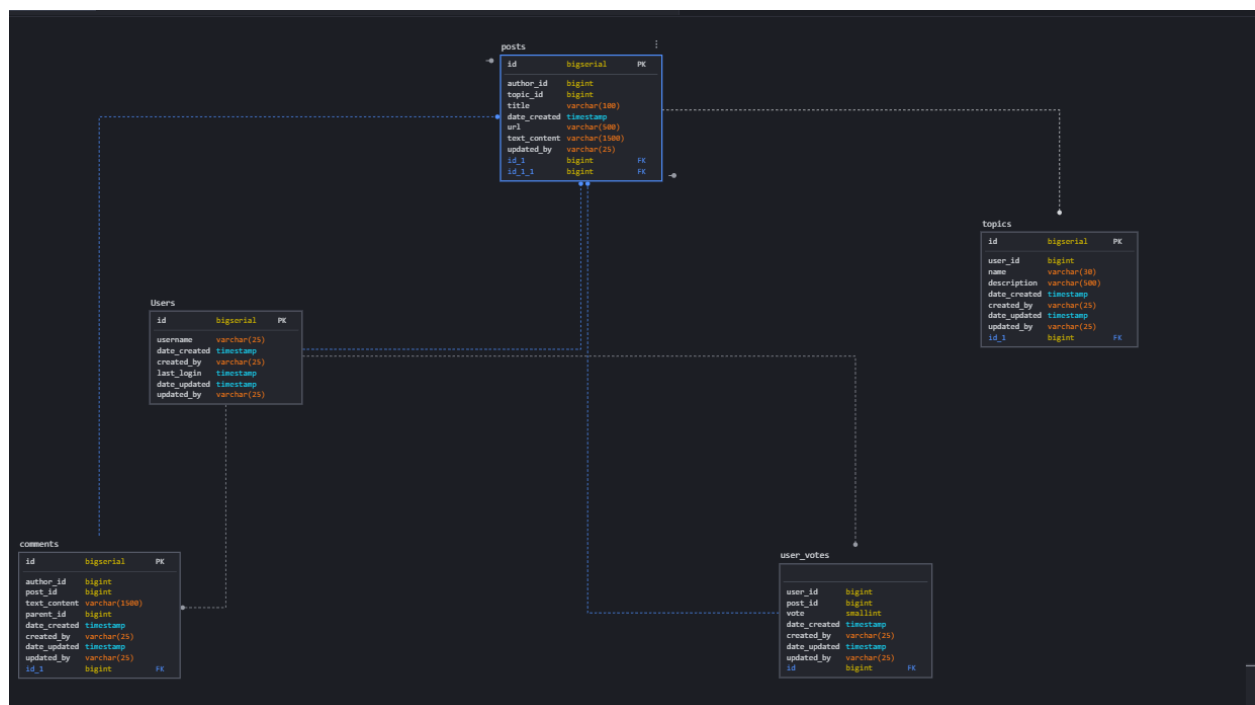 posts
id bigserial PK
author_id bigint
topic_id bigint
title varchar(100)
date_created timestamp
url varchar(500)
text_content varchar(1500)
updated_by varchar(25)
id_1 bigint FK
id_1_1 bigint FK
topics
id bigserial PK
user_id bigint
name varchar(30)
description varchar(500)
date_created timestamp
created_by varchar(25)
date_updated timestamp
updated_by varchar(25)
id_1 bigint FK
Users
id bigserial PK
username varchar(25)
date_created timestamp
created_by varchar(25)
last_login timestamp
date_updated timestamp
updated_by varchar(25)
comments
id bigserial PK
author_id bigint
post_id bigint
text_content varchar(1500)
parent_id bigint
date_created timestamp
created_by varchar(25)
date_updated timestamp
updated_by varchar(25)
id_1 bigint FK
user_votes
user_id bigint
post_id bigint
vote smallint
date_created timestamp
created_by varchar(25)
date_updated timestamp
updated_by varchar(25)
id bigint FK